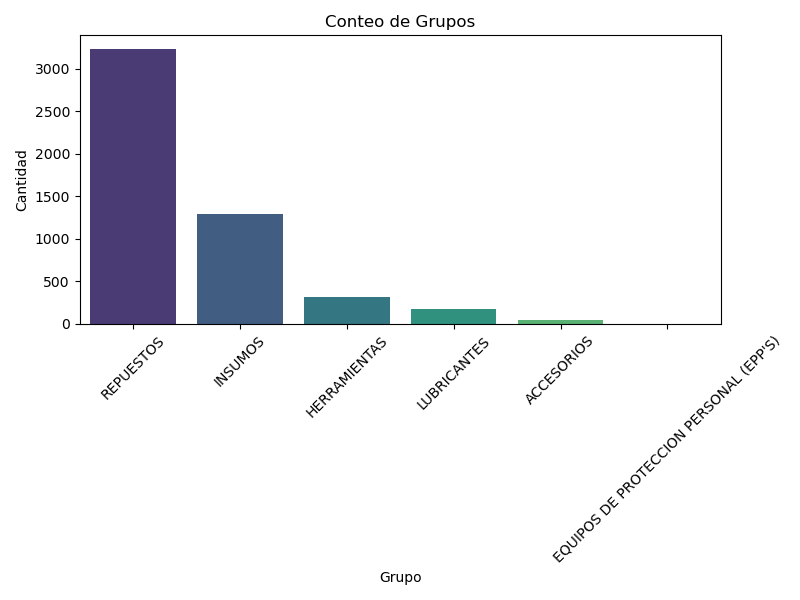 Conteo de Grupos
Cantidad
3000
2500
2000
1500
1000
500
0
REPUESTOS
INSUMOS
HERRAMIENTAS
LUBRICANTES
ACCESORIOS
EQUIPOS DE PROTECCION PERSONAL (EPP'S)
Grupo